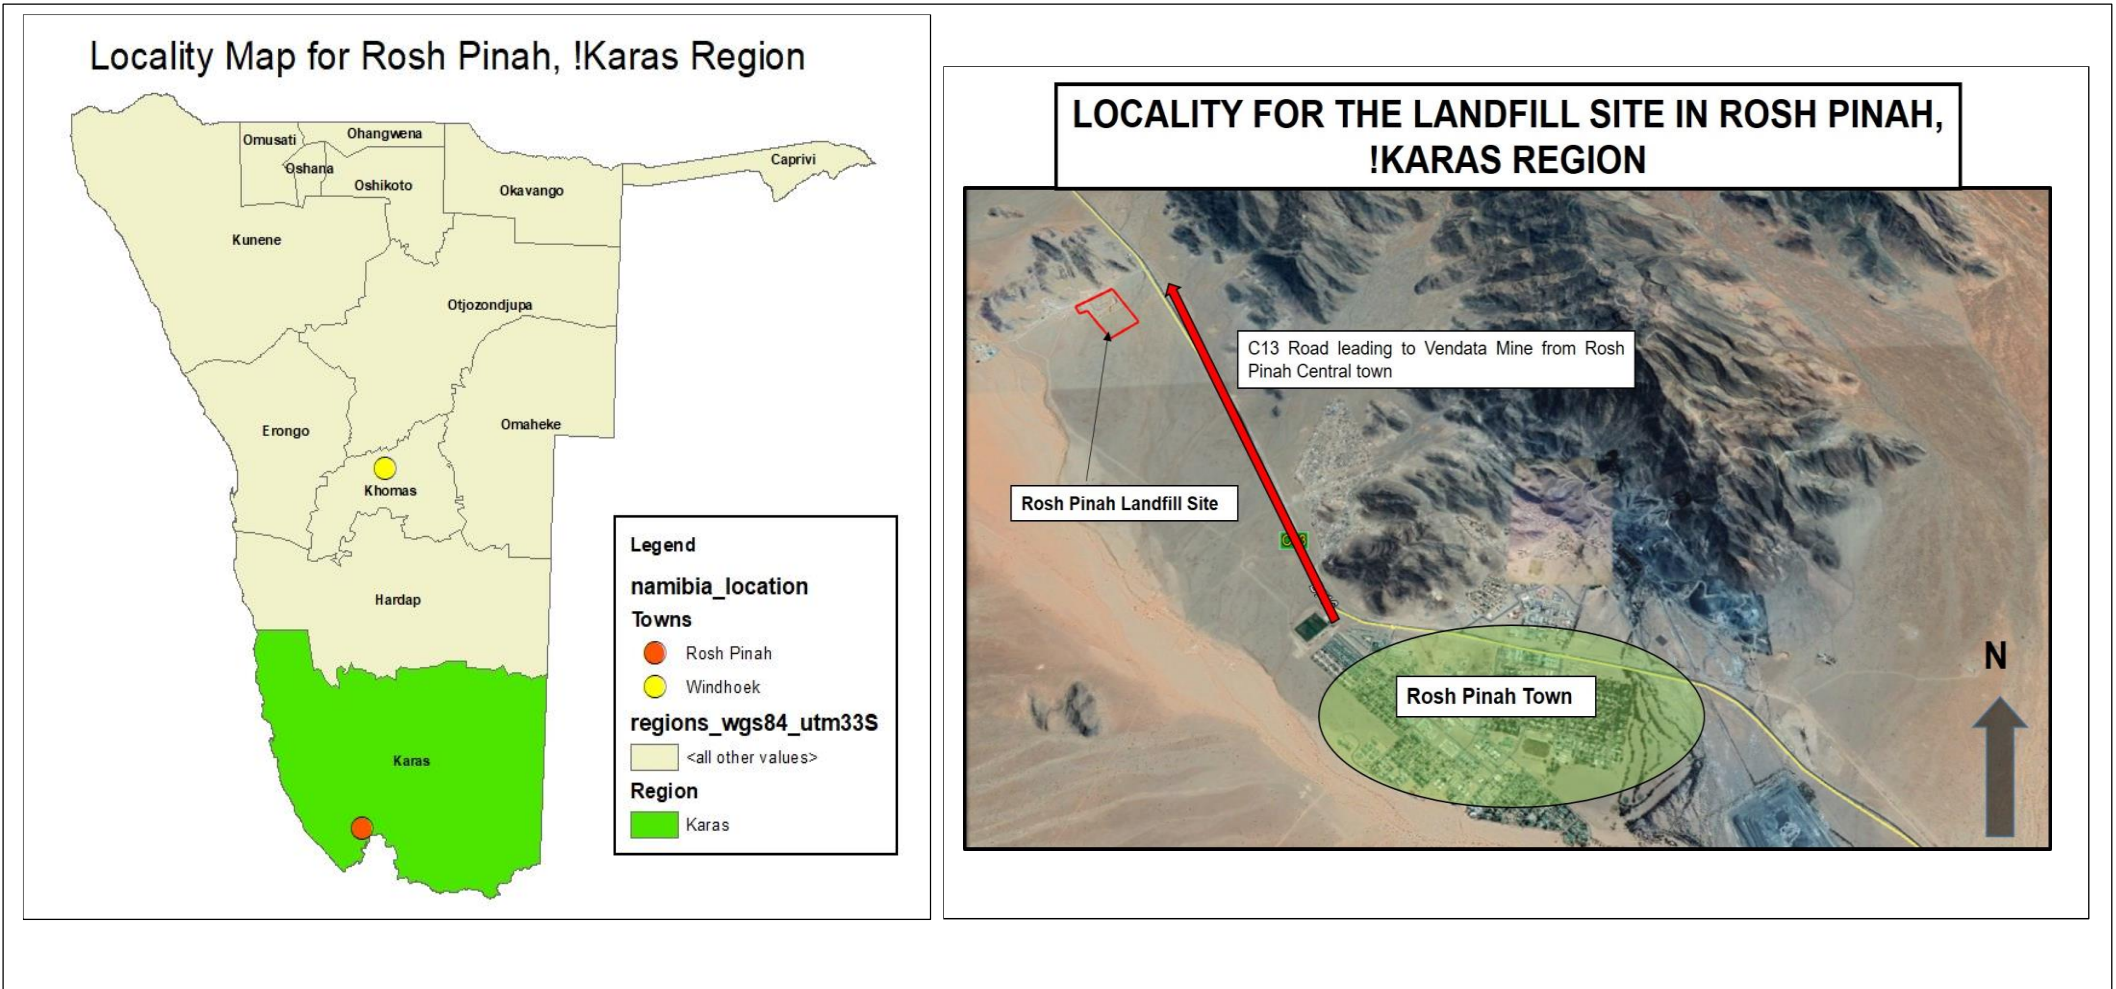 Locality Map for Rosh Pinah, !Karas Region
Omusati
Ohangwena
Oshana
Oshikoto
Okavango
Caprivi
Kunene
Otjozondjupa
Erongo
Omaheke
Khomas
Hardap
Karas
Legend
namibia_location
Towns
Rosh Pinah
Windhoek
regions_wgs84_utm33S
<all other values>
Region
Karas
LOCALITY FOR THE LANDFILL SITE IN ROSH PINAH,
!KARAS REGION
C13 Road leading to Vendata Mine from Rosh
Pinah Central town
Rosh Pinah Landfill Site
Rosh Pinah Town
N